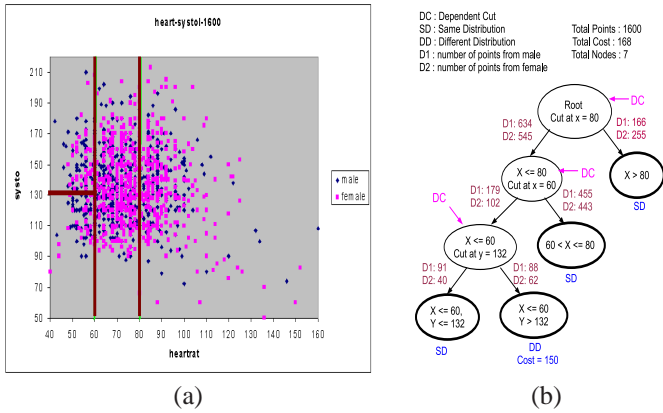 heart-systol-1600
systo
210
190
170
150
130
110
90
70
50
40 50 60 70 80 90 100 110 120 130 140 150 160
heartrat
male
female
(a)
DC : Dependent Cut
SD : Same Distribution
DD : Different Distribution
D1 : number of points from male
D2 : number of points from female
Total Points : 1600
Total Cost : 168
Total Nodes : 7
DC
Root
Cut at x = 80
D1: 634
D2: 545
D1: 166
D2: 255
X <= 80
Cut at x = 60
DC
X > 80
SD
DC
D1: 179
D2: 102
D1: 455
D2: 443
X <= 60
Cut at y = 132
60 < X <= 80
SD
D1: 91
D2: 40
D1: 88
D2: 62
X <= 60,
Y <= 132
SD
X <= 60
Y > 132
DD
Cost = 150
(b)